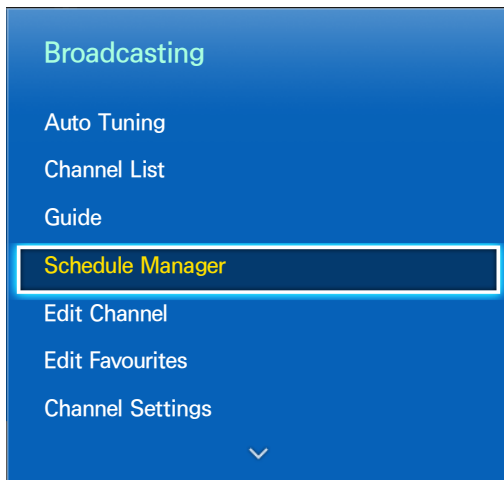 Broadcasting
Auto Tuning
Channel List
Guide
Schedule Manager
Edit Channel
Edit Favourites
Channel Settings